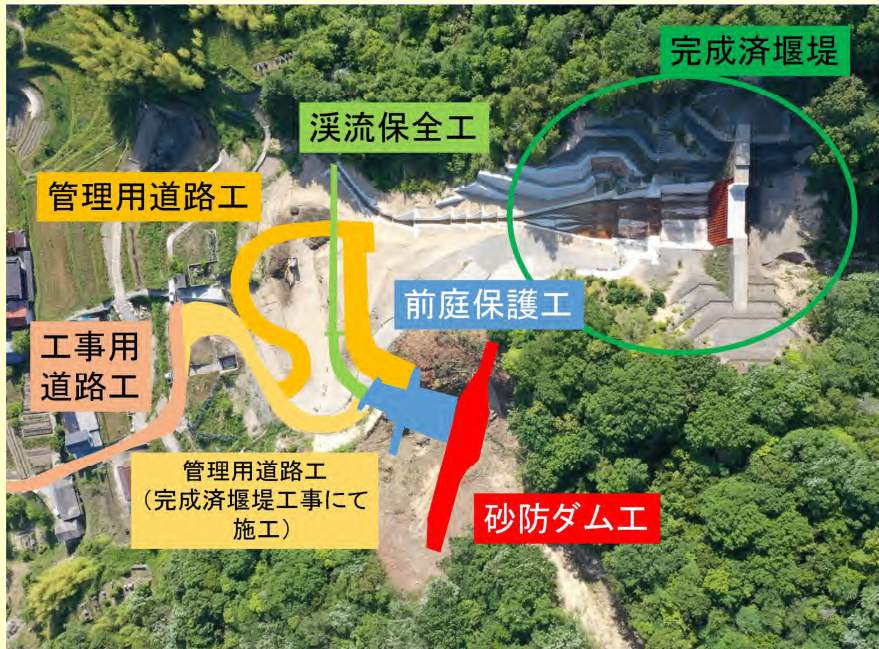 完成済堰堤
渓流保全工
管理用道路工
前庭保護工
工事用
道路工
管理用道路工
（完成済堰堤工事にて
施工）
砂防ダム工